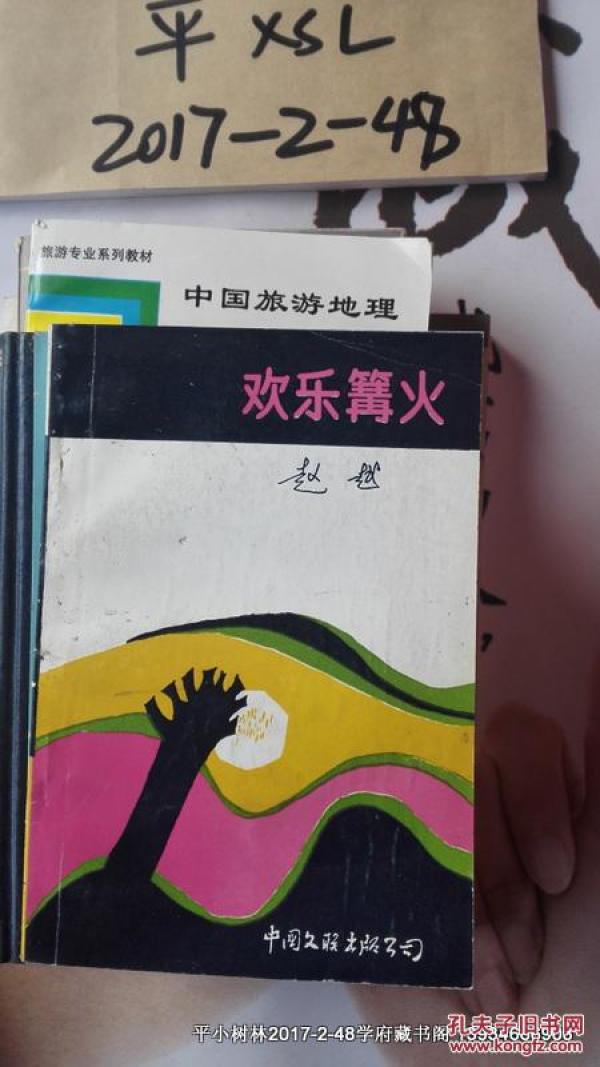 平 XSL
2017-2-48
旅游专业系列教材
中国旅游地理
欢乐篝火
赵越
中国文联出版公司
平小树林2017-2-48学府藏书阁
孔夫子旧书网
www.kongfz.com